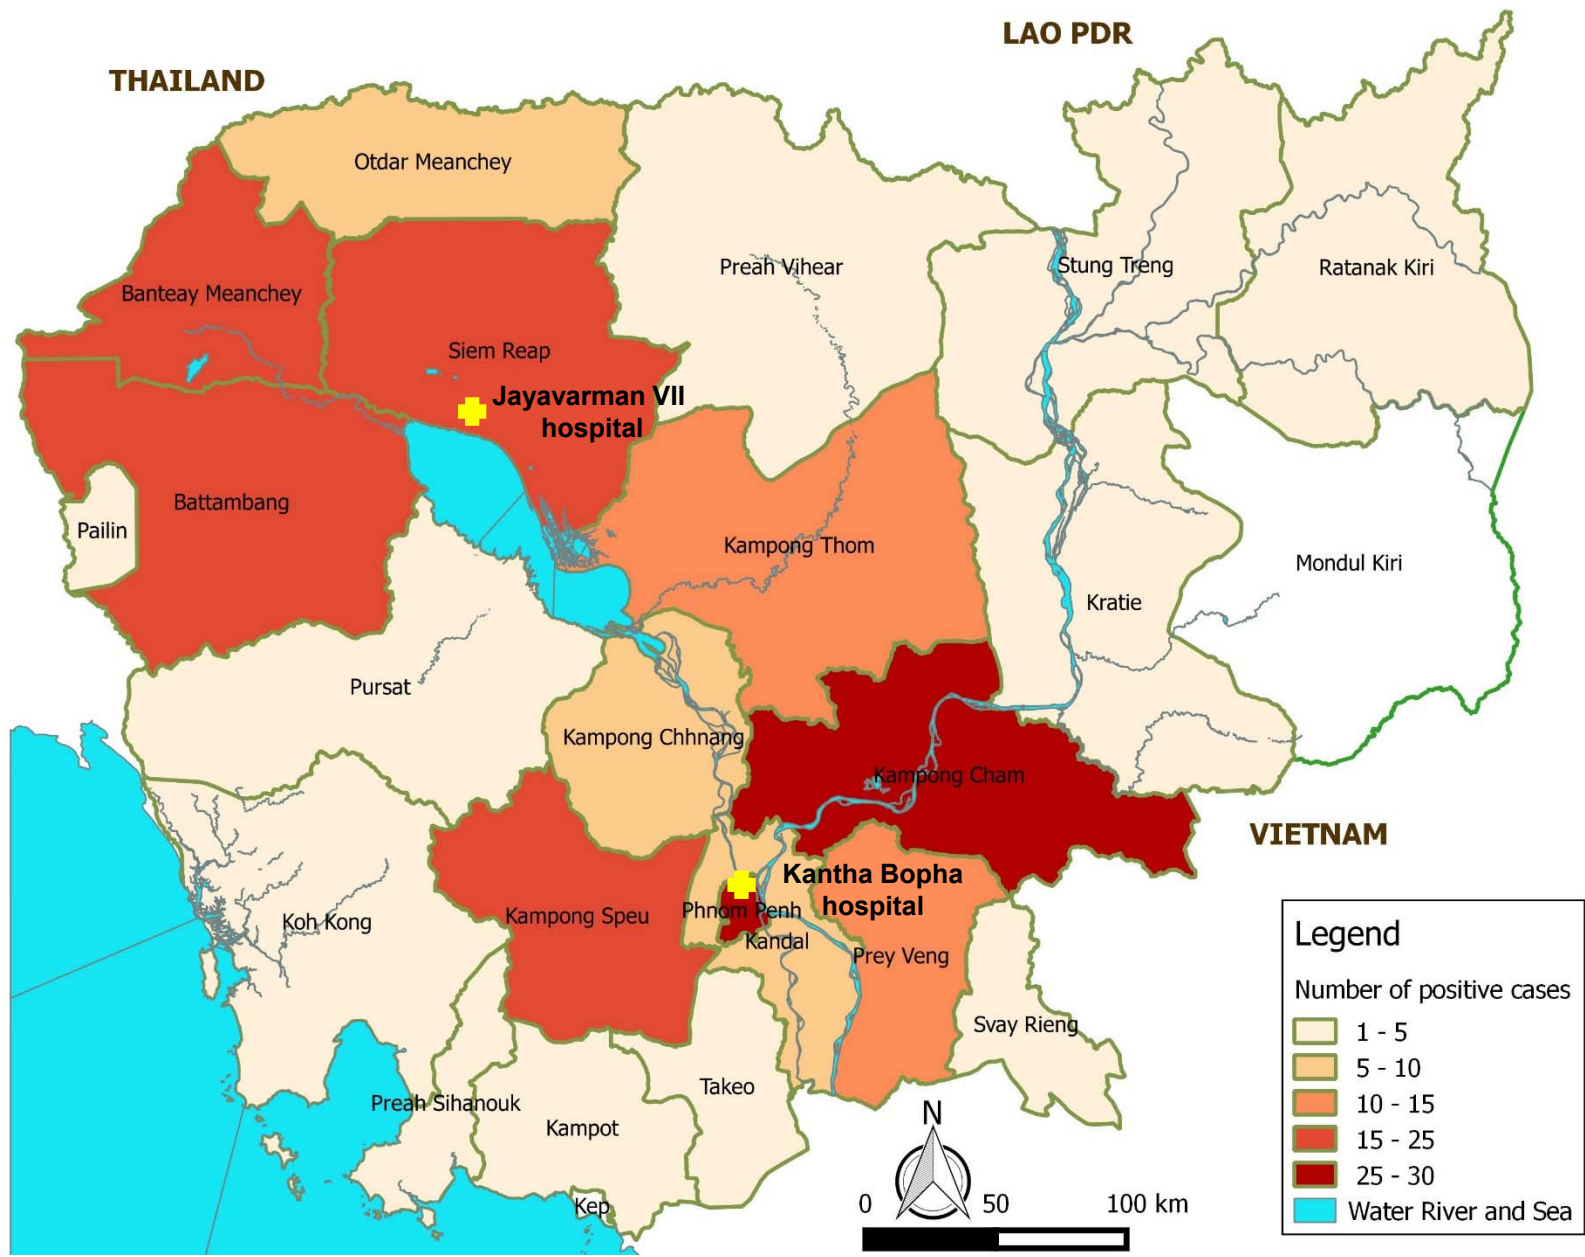 LAO PDR
THAILAND
Otdar Meanchey
Preah Vihear
Stung Treng
Ratanak Kiri
Banteay Meanchey
Siem Reap
Jayavarman VII
hospital
Battambang
Pailin
Kampong Thom
Mondul Kiri
Kratie
Pursat
Kampong Chhnang
Kampong Cham
VIETNAM
Kantha Bopha
hospital
Phnom Penh
Kampong Speu
Koh Kong
Kandal
Prey Veng
Svay Rieng
Takeo
Preah Sihanouk
Kampot
Kep
N
0 50 100 km
Legend
Number of positive cases
1 - 5
5 - 10
10 - 15
15 - 25
25 - 30
Water River and Sea